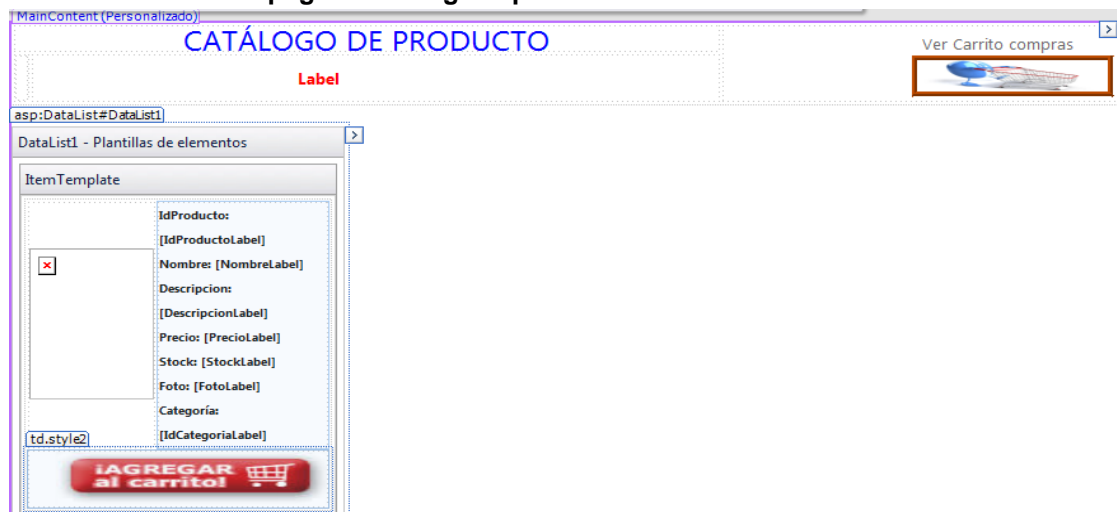 MainContent (Personalizado)
CATÁLOGO DE PRODUCTO
Ver Carrito compras
Label
asp:DataList#DataList1
DataList1 - Plantillas de elementos
ItemTemplate
IdProducto:
[IdProductoLabel]
Nombre: [NombreLabel]
Descripcion:
[DescripcionLabel]
Precio: [PrecioLabel]
Stock: [StockLabel]
Foto: [FotoLabel]
Categoría:
[IdCategoriaLabel]
td.style2
¡AGREGAR
al carrito!